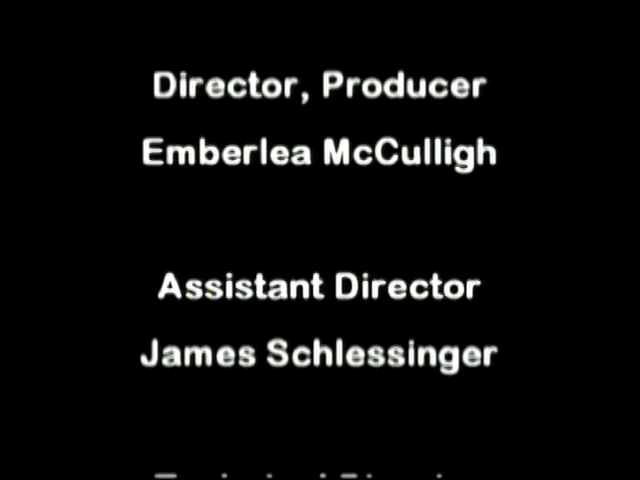 Director, Producer
Emberlea McCulligh
Assistant Director
James Schlessinger